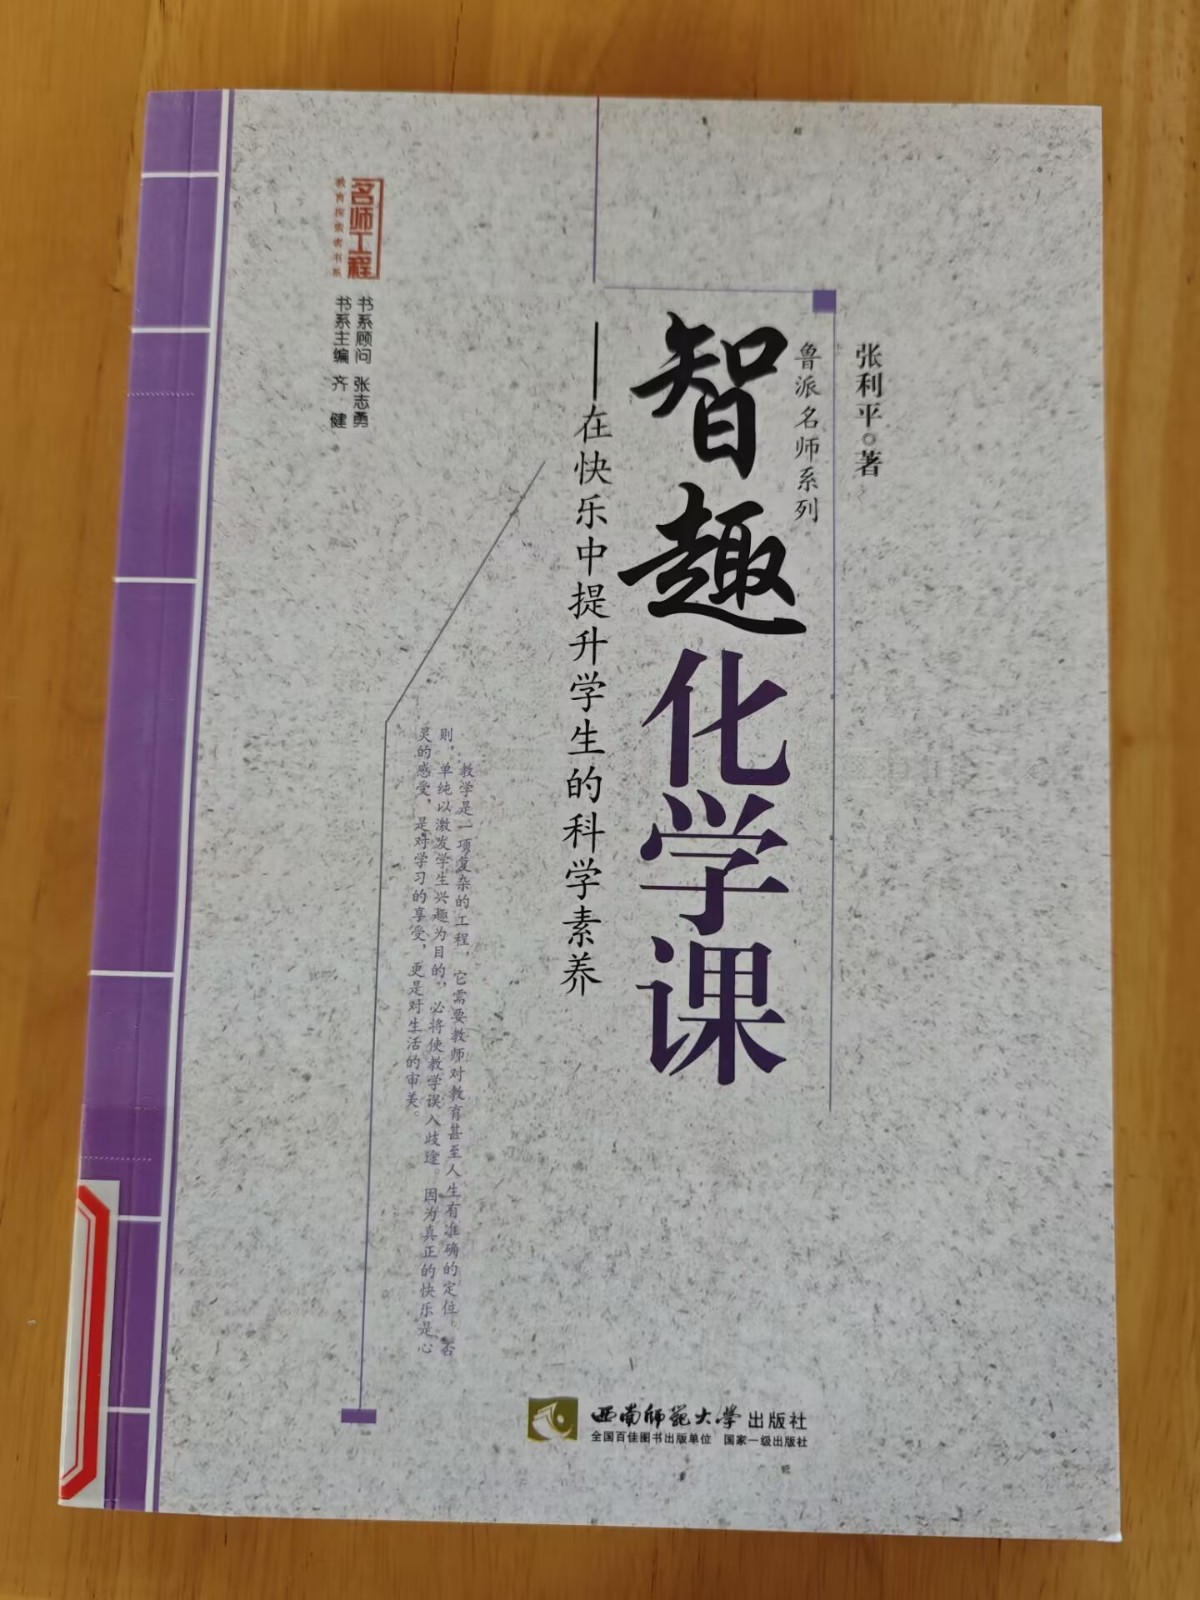 张利平◎著
鲁派名师系列
智趣化学课
——在快乐中提升学生的科学素养
教学是一项复杂的工程，它需要教师对教育甚至人生有准确的定位。否
则，单纯以激发学生兴趣为目的，必将使教学误入歧途。因为真正的快乐是心
灵的感受，是对学习的享受，更是对生活的审美。
名师工程
教育探索者书系
书系顾问 张志勇
书系主编 齐健
西南师范大学出版社
全国百佳图书出版单位 国家一级出版社